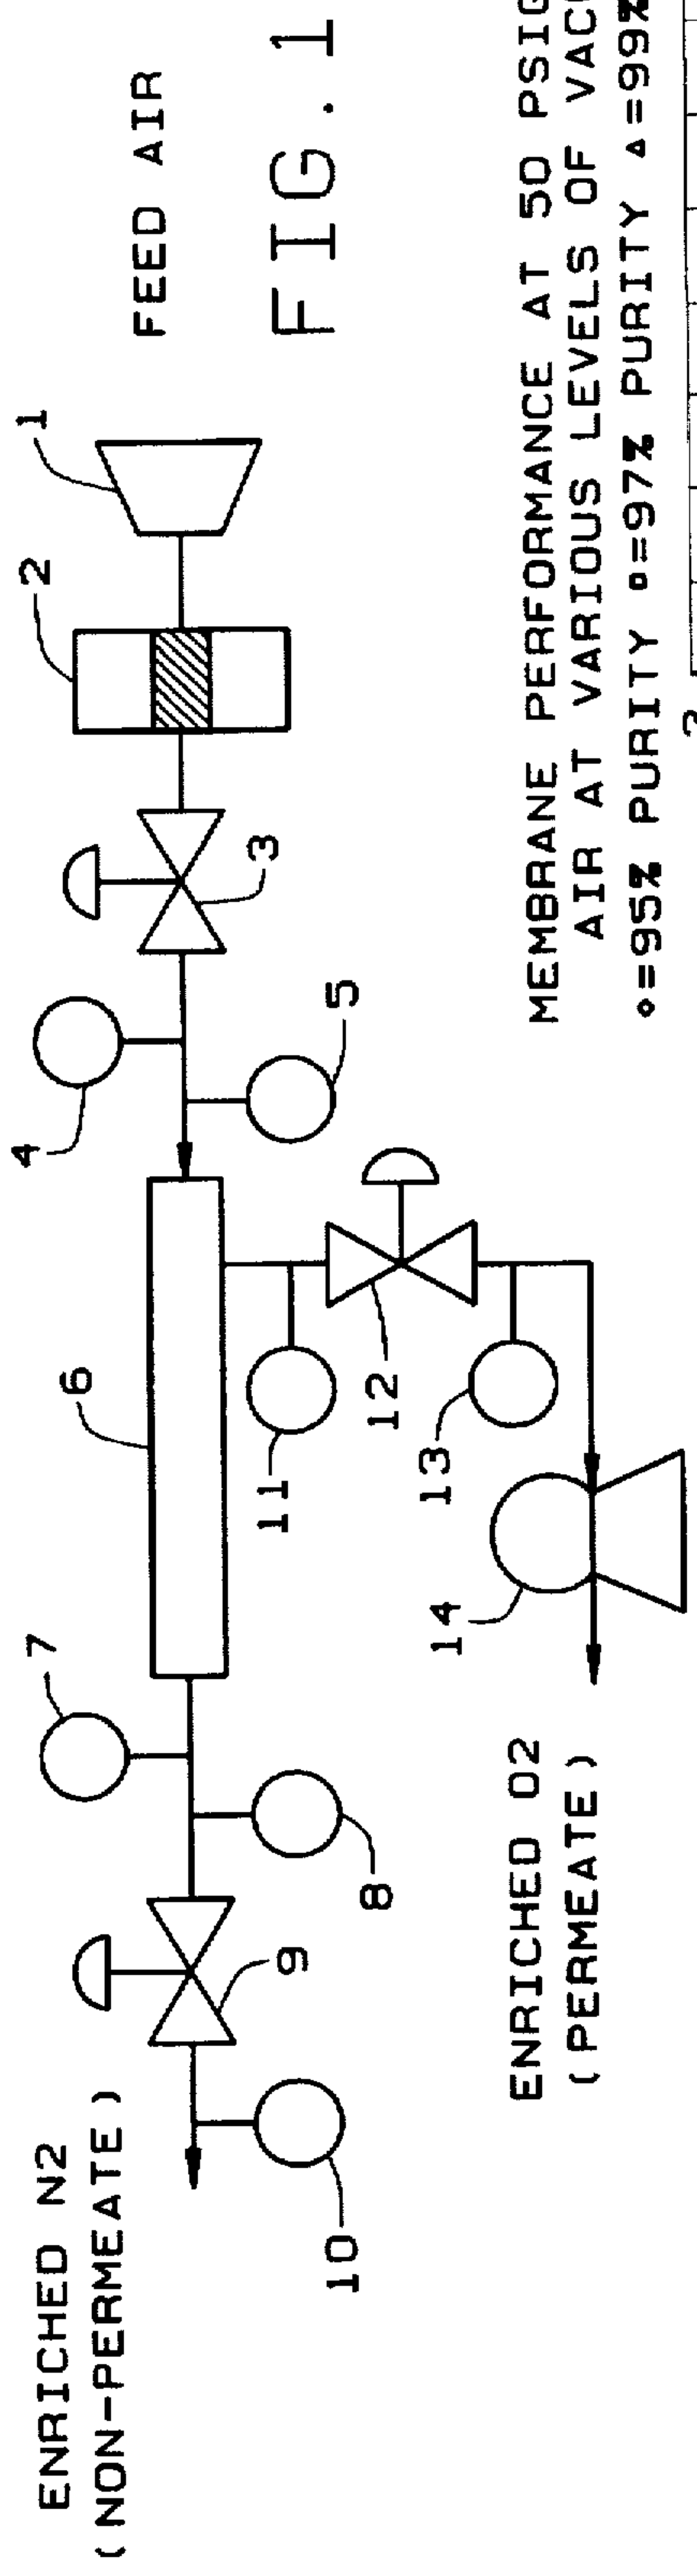 ENRICHED N2
(NON-PERMEATE)
7
6
4
2
1
FEED AIR
9
3
10
8
11
5
FIG. 1
12
13
14
ENRICHED O2
(PERMEATE)
MEMBRANE PERFORMANCE AT 50 PSIG
AIR AT VARIOUS LEVELS OF
⋄=95% PURITY ▫=97% PURITY ▵=99%